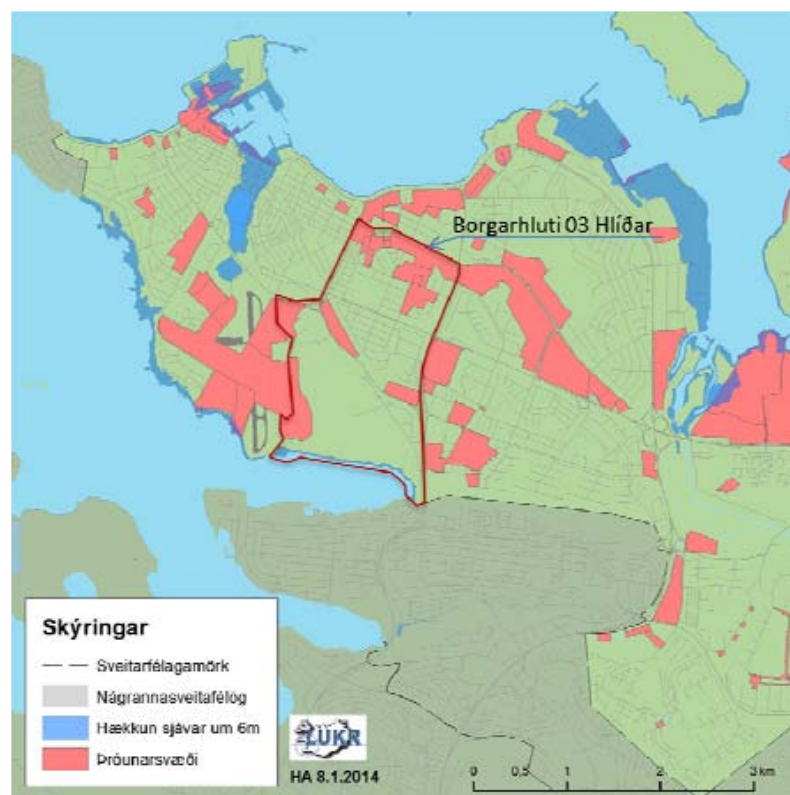 Borgarhluti 03 Hlíðar
Skýringar
Sveitarfélagamörk
Nágrannasveitafélög
Hækkun sjávar um 6m
Þróunarsvæði
LUKR
HA 8.1.2014
0 0,5 1 2 3 km